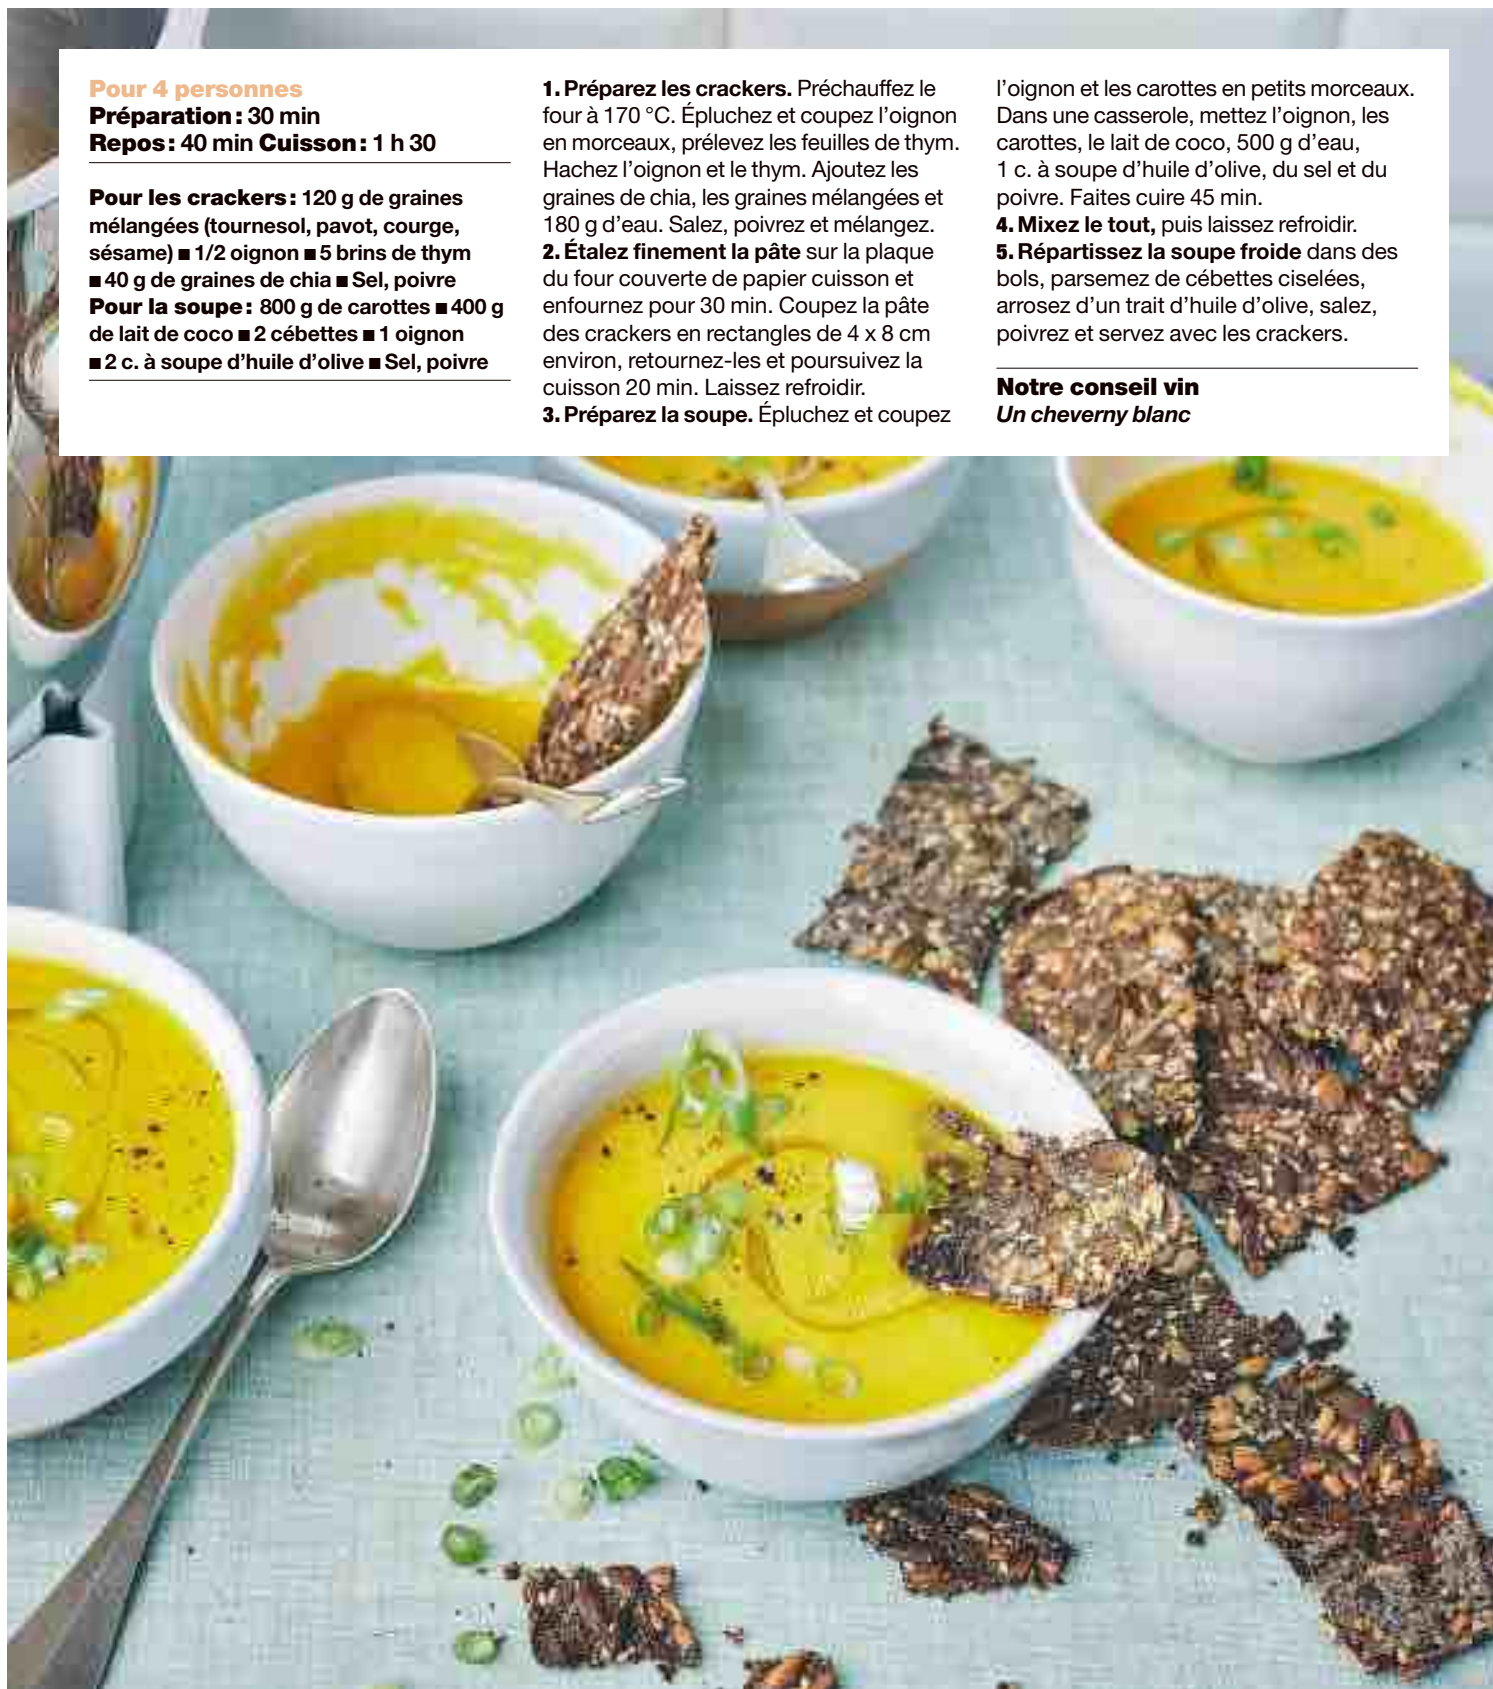 Pour 4 personnes
Préparation : 30 min
Repos : 40 min Cuisson : 1 h 30
Pour les crackers : 120 g de graines
mélangées (tournesol, pavot, courge,
sésame) ■ 1/2 oignon ■ 5 brins de thym
■ 40 g de graines de chia ■ Sel, poivre
Pour la soupe : 800 g de carottes ■ 400 g
de lait de coco ■ 2 cébettes ■ 1 oignon
■ 2 c. à soupe d’huile d’olive ■ Sel, poivre
1. Préparez les crackers. Préchauffez le
four à 170 °C. Épluchez et coupez l’oignon
en morceaux, prélevez les feuilles de thym.
Hachez l’oignon et le thym. Ajoutez les
graines de chia, les graines mélangées et
180 g d’eau. Salez, poivrez et mélangez.
2. Étalez finement la pâte sur la plaque
du four couverte de papier cuisson et
enfournez pour 30 min. Coupez la pâte
des crackers en rectangles de 4 x 8 cm
environ, retournez-les et poursuivez la
cuisson 20 min. Laissez refroidir.
3. Préparez la soupe. Épluchez et coupez
l’oignon et les carottes en petits morceaux.
Dans une casserole, mettez l’oignon, les
carottes, le lait de coco, 500 g d’eau,
1 c. à soupe d’huile d’olive, du sel et du
poivre. Faites cuire 45 min.
4. Mixez le tout, puis laissez refroidir.
5. Répartissez la soupe froide dans des
bols, parsemez de cébettes ciselées,
arrosez d’un trait d’huile d’olive, salez,
poivrez et servez avec les crackers.
Notre conseil vin
Un cheverny blanc